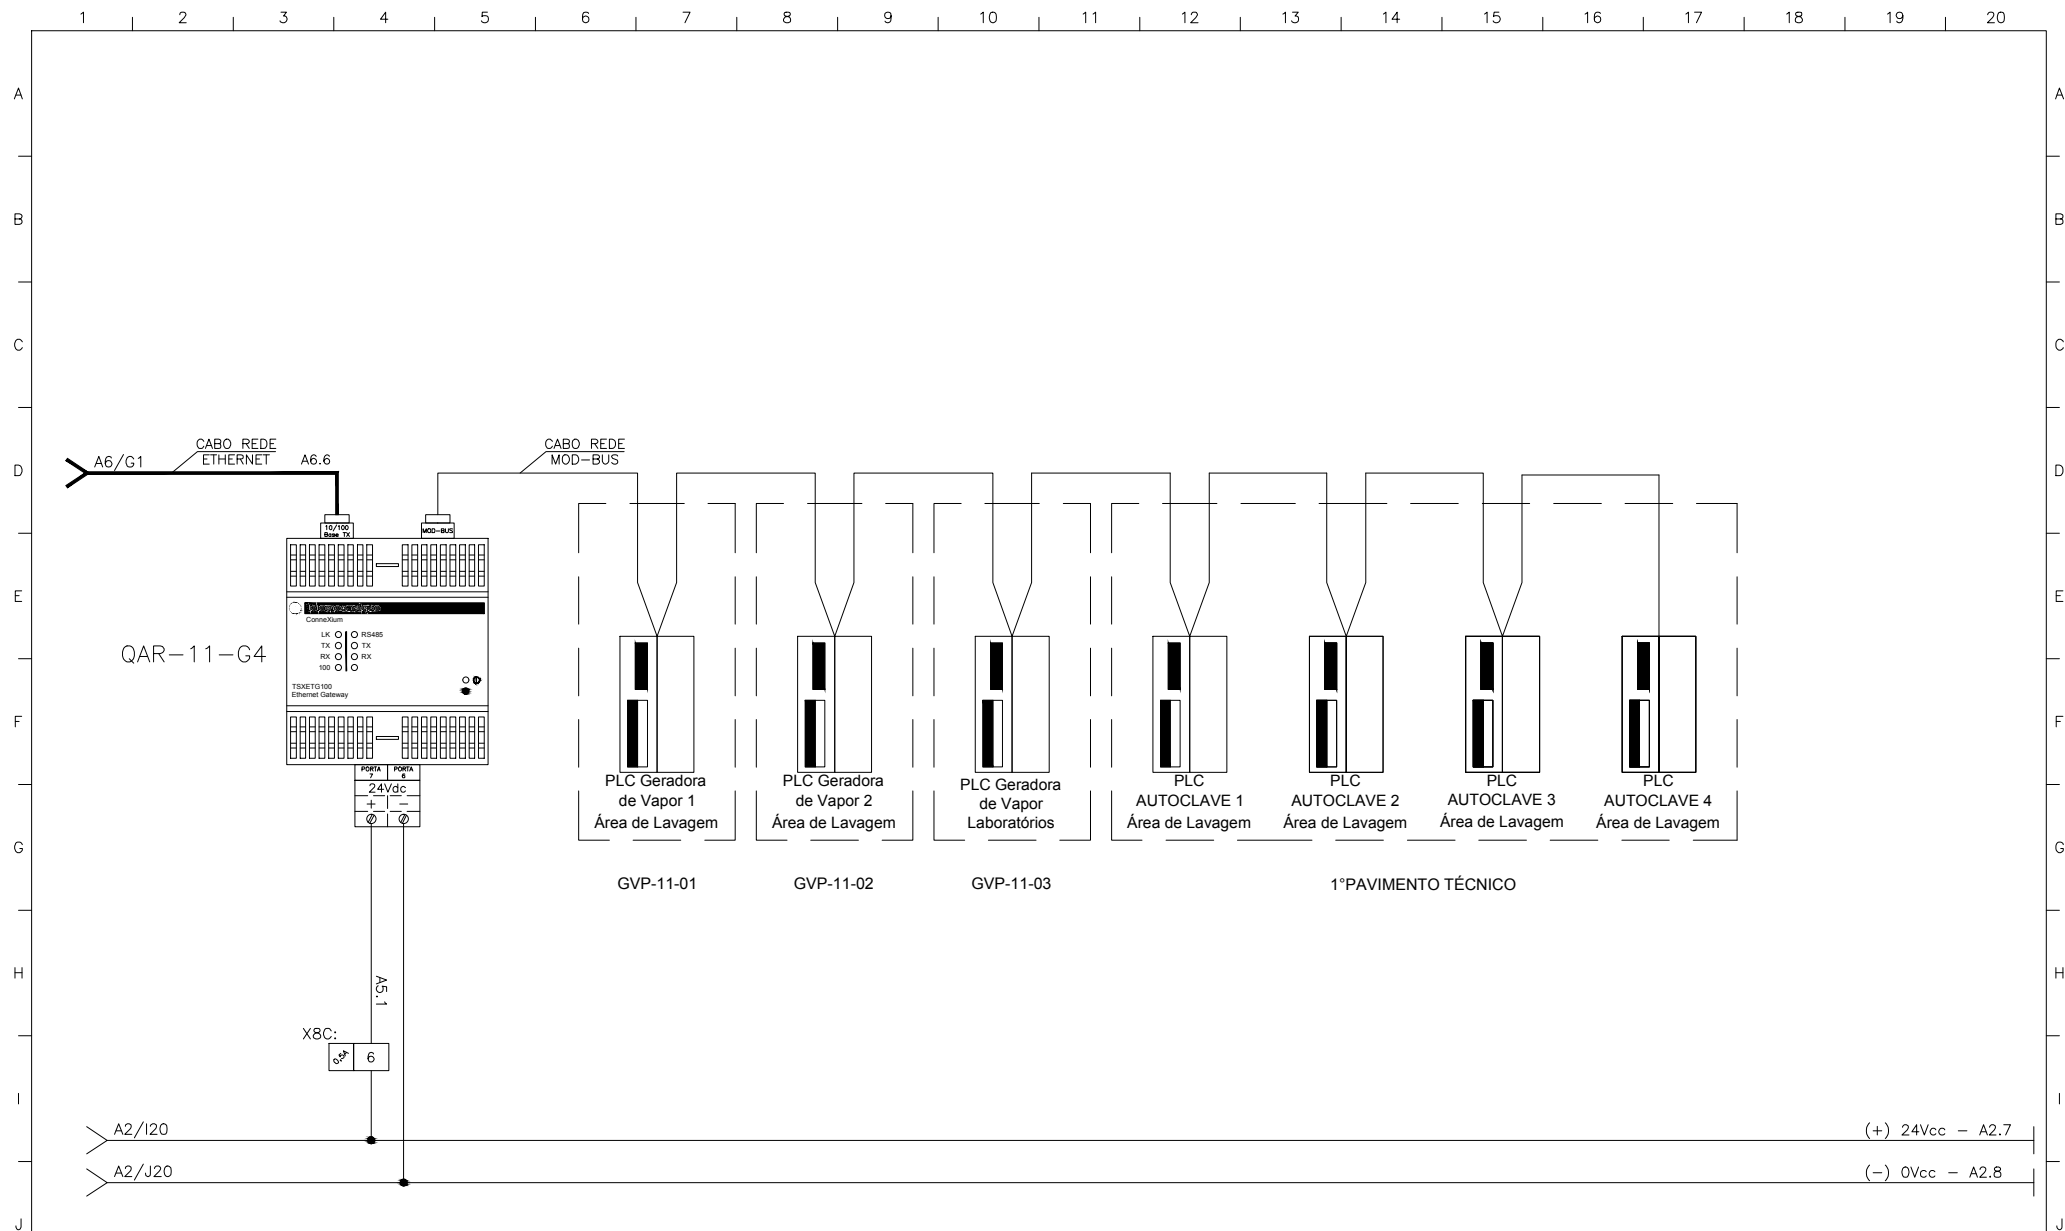 1 2 3 4 5 6 7 8 9 10 11 12 13 14 15 16 17 18 19 20
A A
B B
C C
D D
E E
F F
G G
H H
I I
J J
A6/G1
CABO REDE
ETHERNET
A6.6
CABO REDE
MOD-BUS
10/100
Base TX
MOD-BUS
ConneXium
LK RS485
TX TX
RX RX
100
TSXETG100
Ethernet Gateway
QAR-11-G4
PORTA
7
PORTA
6
24Vdc
+ -
PLC Geradora
de Vapor 1
Área de Lavagem
PLC Geradora
de Vapor 2
Área de Lavagem
PLC Geradora
de Vapor
Laboratórios
PLC
AUTOCLAVE 1
Área de Lavagem
PLC
AUTOCLAVE 2
Área de Lavagem
PLC
AUTOCLAVE 3
Área de Lavagem
PLC
AUTOCLAVE 4
Área de Lavagem
GVP-11-01
GVP-11-02
GVP-11-03
1°PAVIMENTO TÉCNICO
A5.1
X8C:
0.5A 6
A2/I20
(+) 24Vcc - A2.7
A2/J20
(-) 0Vcc - A2.8